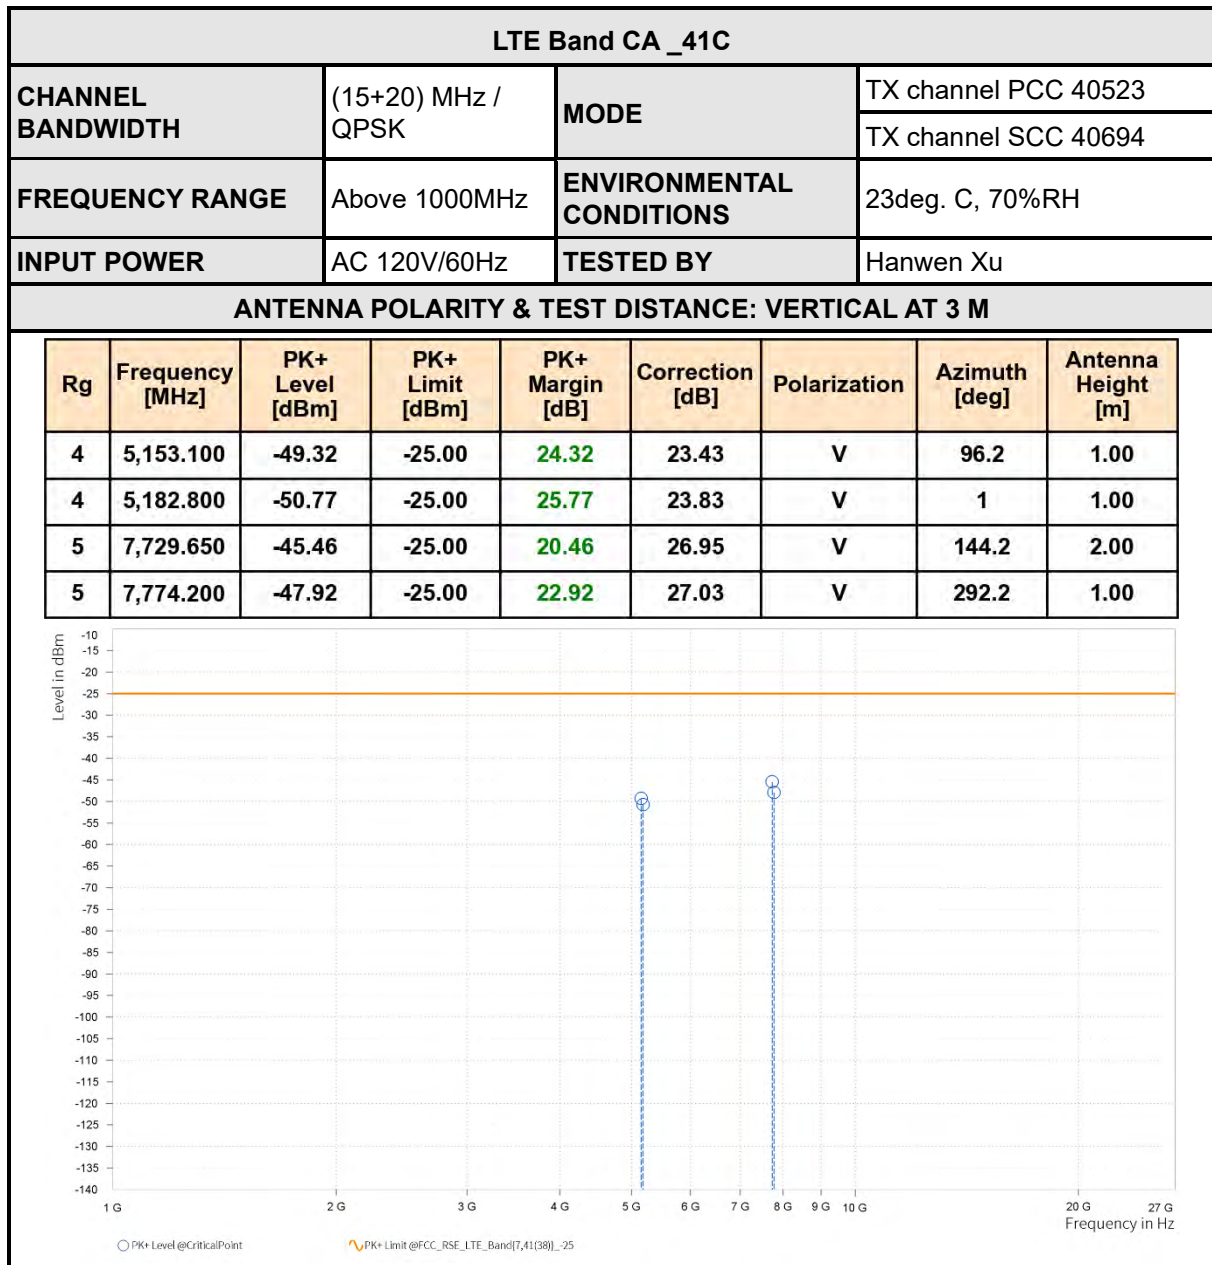 LTE Band CA _41C
CHANNEL BANDWIDTH (15+20) MHz / QPSK MODE TX channel PCC 40523
TX channel SCC 40694
FREQUENCY RANGE Above 1000MHz ENVIRONMENTAL CONDITIONS 23deg. C, 70%RH
INPUT POWER AC 120V/60Hz TESTED BY Hanwen Xu
ANTENNA POLARITY & TEST DISTANCE: VERTICAL AT 3 M
Rg Frequency [MHz] PK+ Level [dBm] PK+ Limit [dBm] PK+ Margin [dB] Correction [dB] Polarization Azimuth [deg] Antenna Height [m]
4 5,153.100 -49.32 -25.00 24.32 23.43 V 96.2 1.00
4 5,182.800 -50.77 -25.00 25.77 23.83 V 1 1.00
5 7,729.650 -45.46 -25.00 20.46 26.95 V 144.2 2.00
5 7,774.200 -47.92 -25.00 22.92 27.03 V 292.2 1.00
Level in dBm
-10
-15
-20
-25
-30
-35
-40
-45
-50
-55
-60
-65
-70
-75
-80
-85
-90
-95
-100
-105
-110
-115
-120
-125
-130
-135
-140
1 G 2 G 3 G 4 G 5 G 6 G 7 G 8 G 9 G 10 G 20 G 27 G
Frequency in Hz
PK+ Level @CriticalPoint PK+ Limit @FCC_RSE_LTE_Band(7,41(38)]_-25